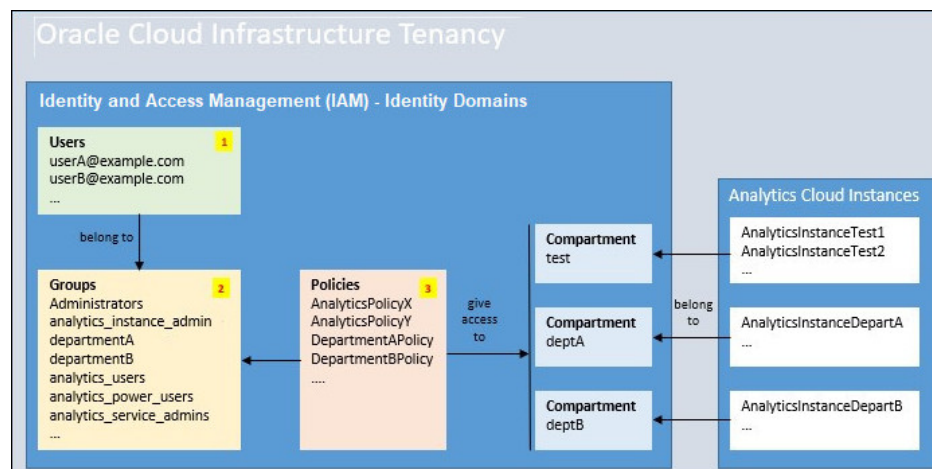 Oracle Cloud Infrastructure Tenancy
Identity and Access Management (IAM) - Identity Domains
Users
1
userA@example.com
userB@example.com
...
belong to
Groups
2
Administrators
analytics_instance_admin
departmentA
departmentB
analytics_users
analytics_power_users
analytics_service_admins
...
Policies
3
AnalyticsPolicyX
AnalyticsPolicyY
DepartmentAPolicy
DepartmentBPolicy
....
give
access
to
Compartment
test
Compartment
deptA
Compartment
deptB
belong
to
Analytics Cloud Instances
AnalyticsInstanceTest1
AnalyticsInstanceTest2
...
AnalyticsInstanceDepartA
...
AnalyticsInstanceDepartB
...